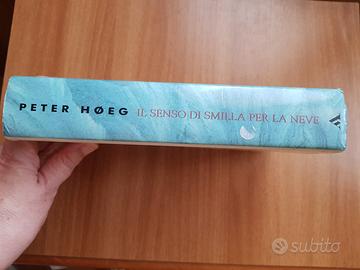 PETER HØEG IL SENSO DI SMILLA PER LA NEVE
subito